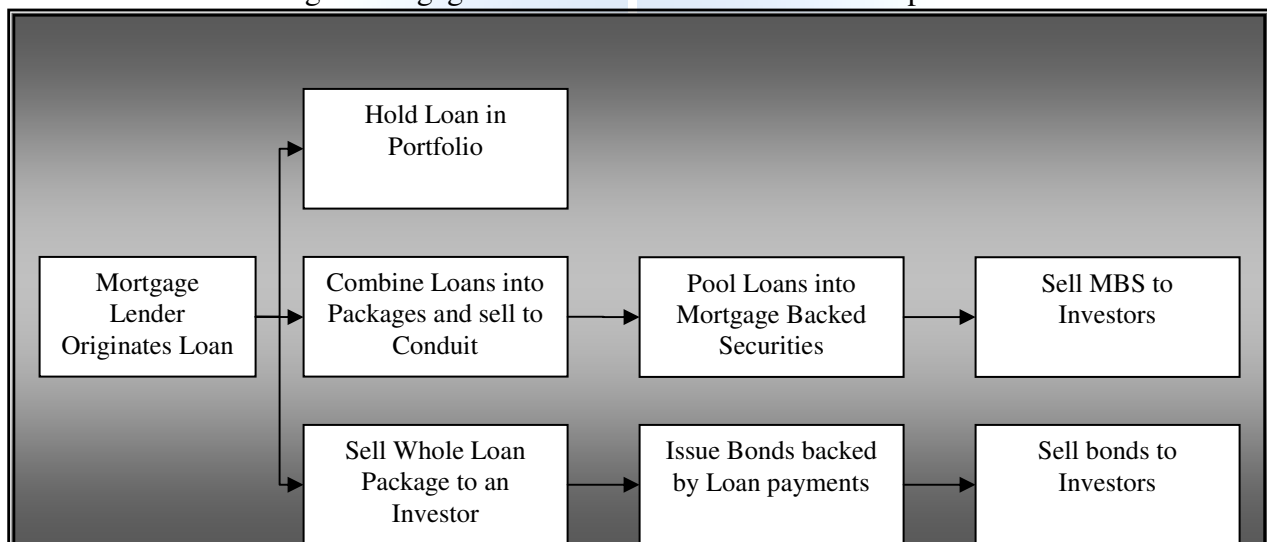 Hold Loan in
Portfolio
Mortgage
Lender
Originates Loan
Combine Loans into
Packages and sell to
Conduit
Pool Loans into
Mortgage Backed
Securities
Sell MBS to
Investors
Sell Whole Loan
Package to an
Investor
Issue Bonds backed
by Loan payments
Sell bonds to
Investors